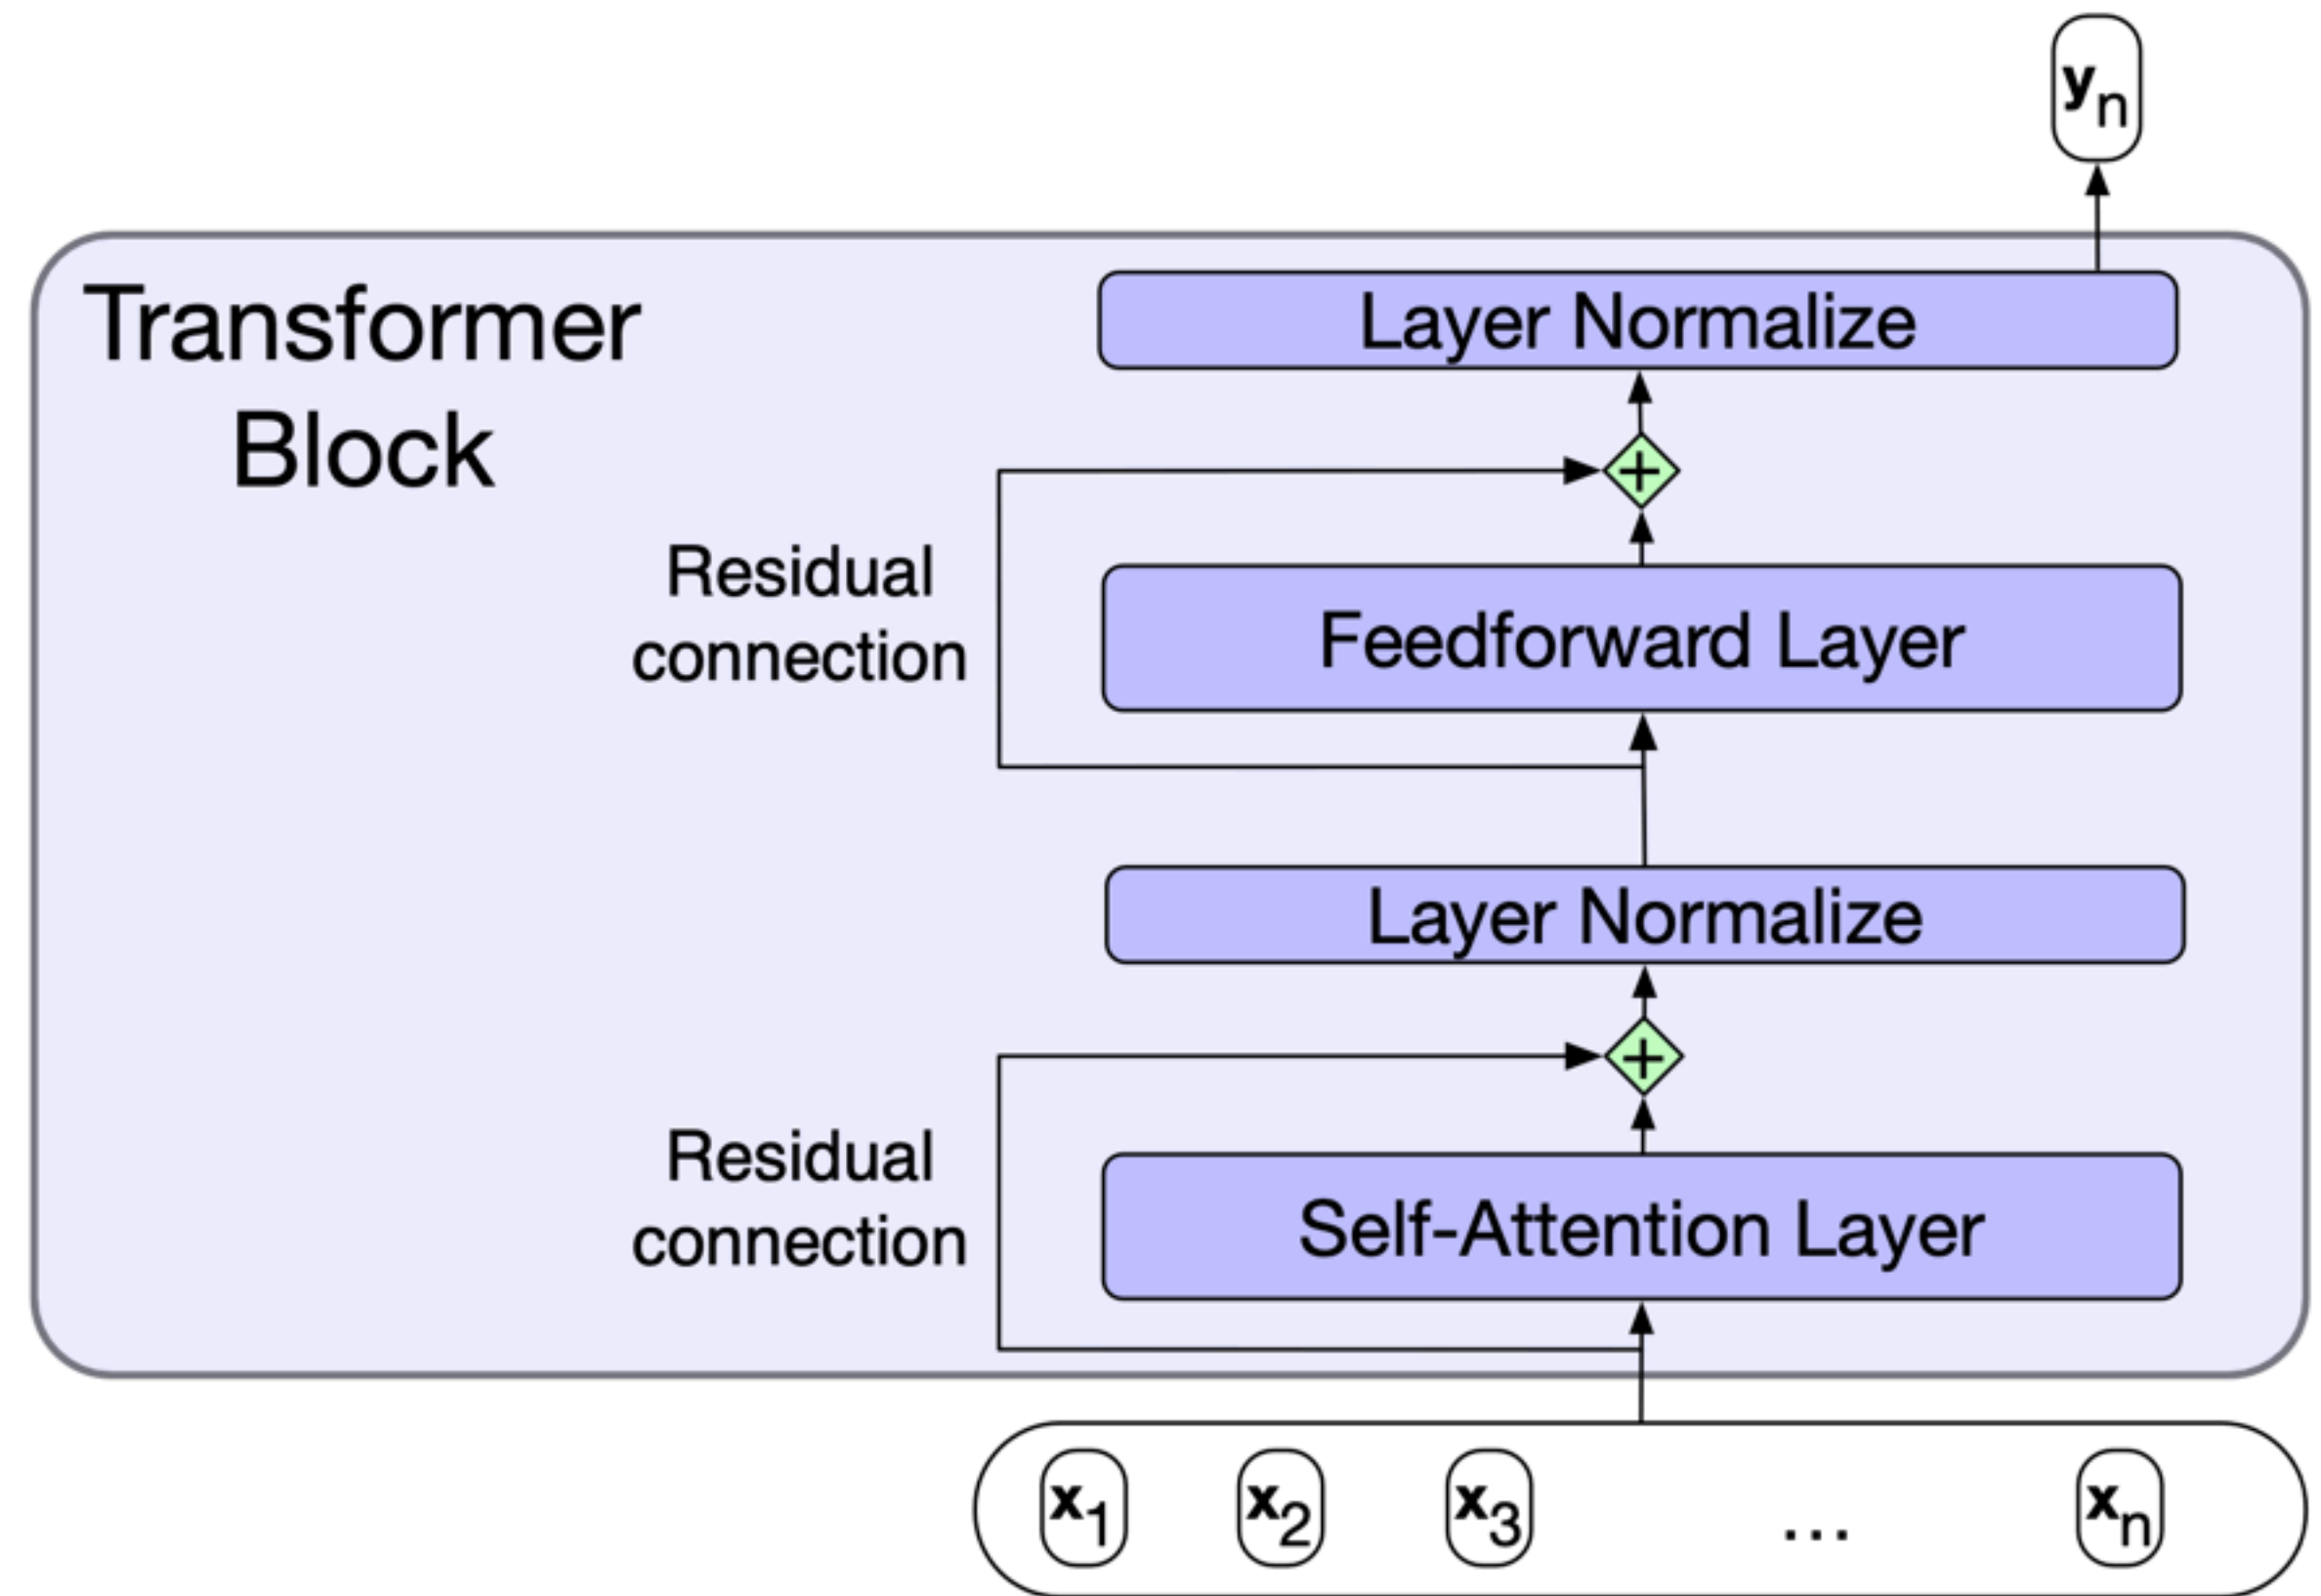 yn
Transformer
Block
Layer Normalize
+
Residual
connection
Feedforward Layer
Layer Normalize
+
Residual
connection
Self-Attention Layer
x1 x2 x3 ... xn